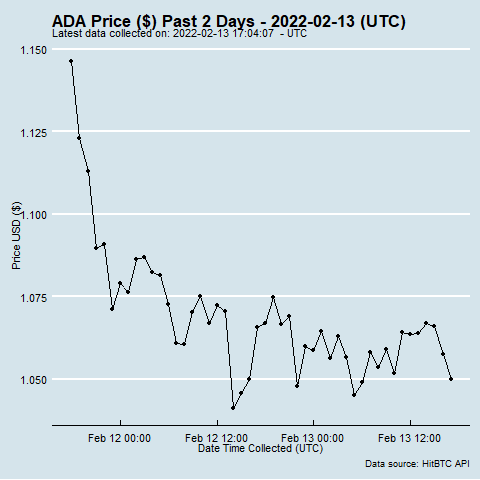 ADA Price ($) Past 2 Days - 2022-02-13 (UTC)
Latest data collected on: 2022-02-13 17:04:07 - UTC
1.150
1.125
1.100
1.075
1.050
Price USD ($)
Feb 12 00:00 Feb 12 12:00 Feb 13 00:00 Feb 13 12:00
Date Time Collected (UTC)
Data source: HitBTC API